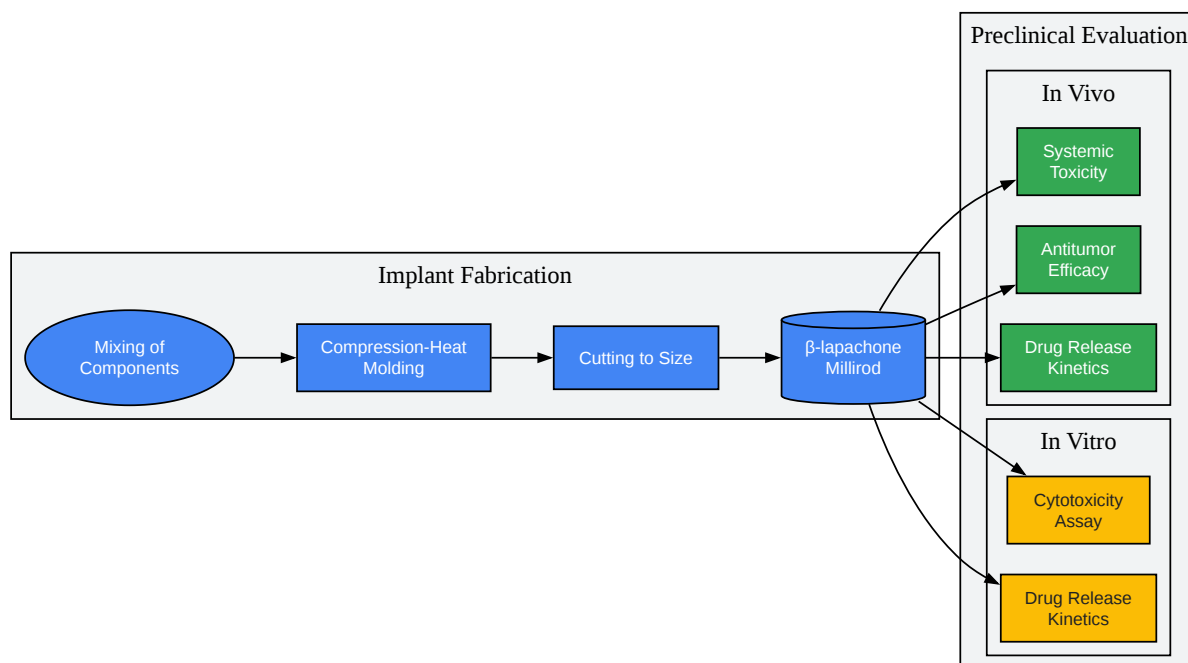 Preclinical Evaluation
In Vivo
Systemic
Toxicity
Antitumor
Efficacy
Drug Release
Kinetics
Implant Fabrication
Mixing of
Components
Compression-Heat
Molding
Cutting to Size
β-lapachone
Millirod
In Vitro
Cytotoxicity
Assay
Drug Release
Kinetics